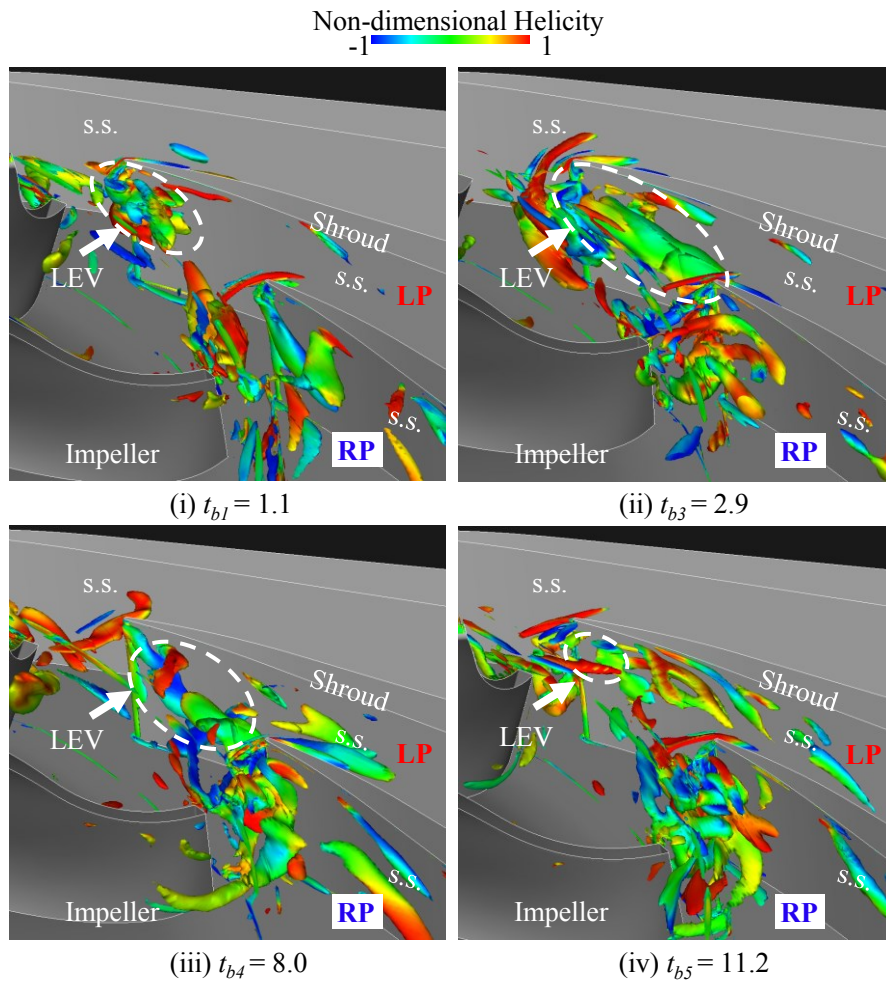 Non-dimensional Helicity
-1 1
s.s.
LEV
Shroud
s.s.
LP
s.s.
Impeller
RP
(i) t_b1 = 1.1
s.s.
LEV
Shroud
s.s.
LP
s.s.
Impeller
RP
(ii) t_b3 = 2.9
s.s.
LEV
Shroud
s.s.
LP
s.s.
Impeller
RP
(iii) t_b4 = 8.0
s.s.
LEV
Shroud
s.s.
LP
s.s.
Impeller
RP
(iv) t_b5 = 11.2